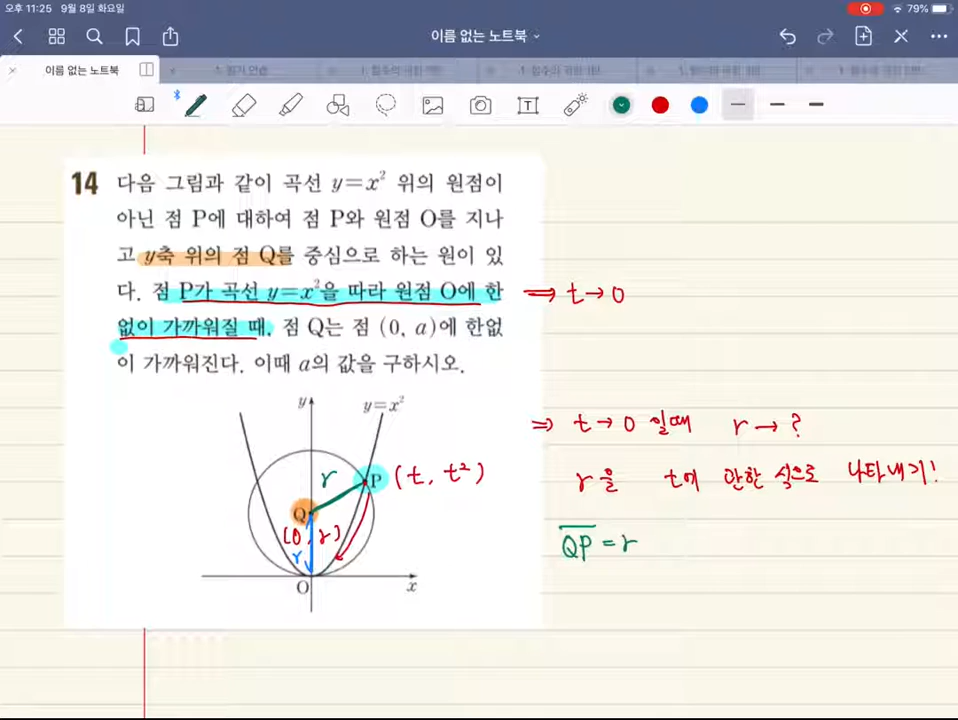 오후 11:25 9월 8일 화요일
79%
이름 없는 노트북
이름 없는 노트북
14 다음 그림과 같이 곡선 y=x² 위의 원점이
아닌 점 P에 대하여 점 P와 원점 O를 지나
고 y축 위의 점 Q를 중심으로 하는 원이 있
다. 점 P가 곡선 y=x²을 따라 원점 O에 한
없이 가까워질 때, 점 Q는 점 (0, a)에 한없
이 가까워진다. 이때 a의 값을 구하시오.
⇒ t→0
⇒ t→0 일때 r→?
r을 t에 관한 식으로 나타내기!
QP = r
y
y=x²
r
P (t, t²)
Q
(0, r)
r
O
x